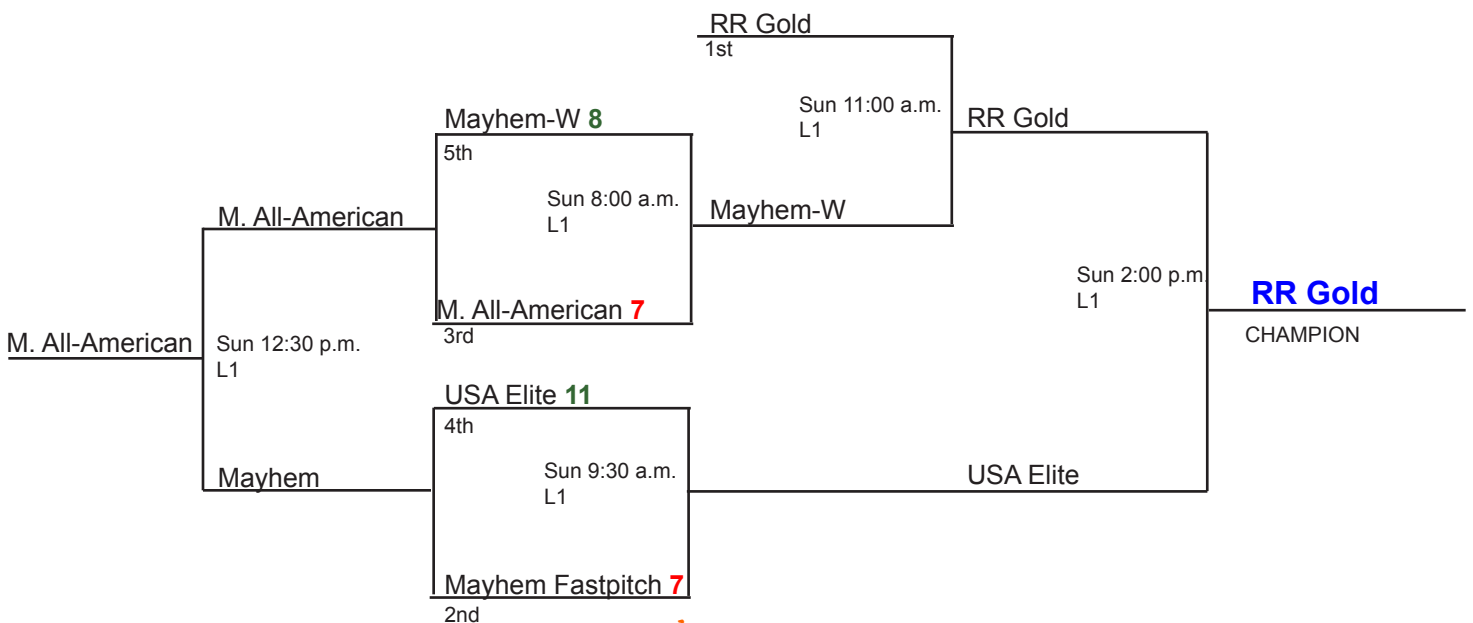 RR Gold
1st
Sun 11:00 a.m.
L1
Mayhem-W 8
5th
RR Gold
Sun 8:00 a.m.
L1
M. All-American
Mayhem-W
Sun 2:00 p.m.
L1
RR Gold
CHAMPION
M. All-American 7
3rd
M. All-American
Sun 12:30 p.m.
L1
USA Elite 11
4th
Sun 9:30 a.m.
L1
Mayhem
USA Elite
Mayhem Fastpitch 7
2nd